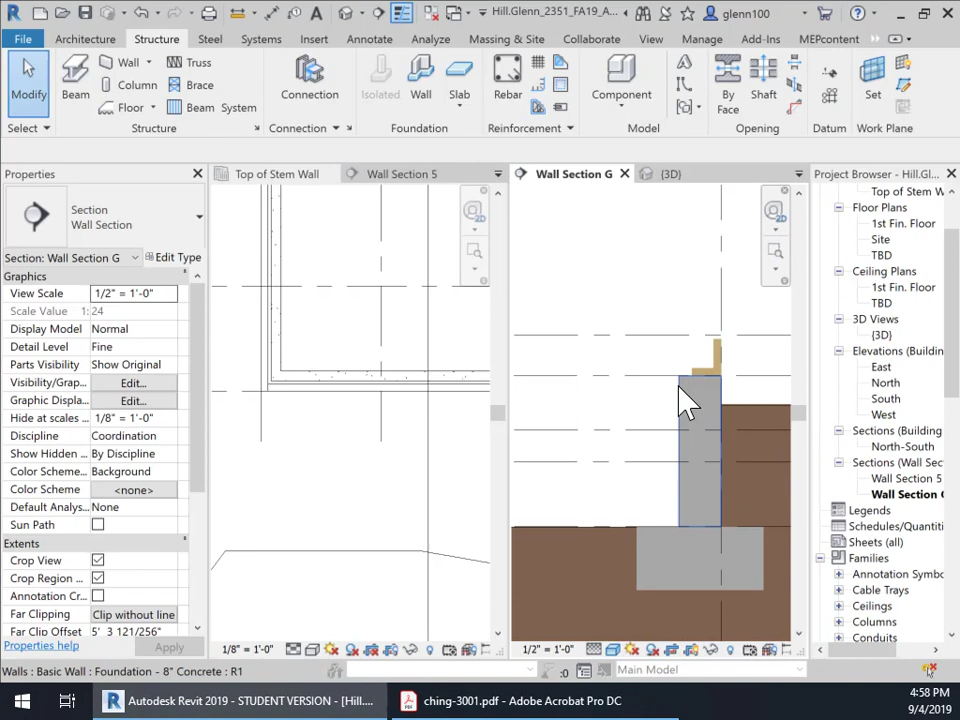 Hill.Glenn_2351_FA19_A...
glenn100
File Architecture Structure Steel Systems Insert Annotate Analyze Massing & Site Collaborate View Manage Add-Ins MEPcontent
Modify
Beam
Wall
Column
Floor
Truss
Brace
Beam System
Connection
Isolated
Wall
Slab
Rebar
Component
By Face
Shaft
Set
Select Structure Connection Foundation Reinforcement Model Opening Datum Work Plane
Properties
Top of Stem Wall
Wall Section 5
Wall Section G
{3D}
Project Browser - Hill.Gl...
Section
Wall Section
Section: Wall Section G
Edit Type
Graphics
View Scale 1/2" = 1'-0"
Scale Value 1: 24
Display Model Normal
Detail Level Fine
Parts Visibility Show Original
Visibility/Grap... Edit...
Graphic Displa... Edit...
Hide at scales ... 1/8" = 1'-0"
Discipline Coordination
Show Hidden ... By Discipline
Color Scheme... Background
Color Scheme <none>
Default Analys... None
Sun Path
Extents
Crop View
Crop Region ...
Annotation Cr...
Far Clipping Clip without line
Far Clip Offset 5' 3 121/256"
Properties help
Apply
2D
2D
Top of Stem W
Floor Plans
1st Fin. Floor
Site
TBD
Ceiling Plans
1st Fin. Floor
TBD
3D Views
{3D}
Elevations (Buildin
East
North
South
West
Sections (Building
North-South
Sections (Wall Sec
Wall Section 5
Wall Section G
Legends
Schedules/Quantiti
Sheets (all)
Families
Annotation Symbo
Cable Trays
Ceilings
Columns
Conduits
1/8" = 1'-0"
1/2" = 1'-0"
Walls : Basic Wall : Foundation - 8" Concrete : R1
:0
Main Model
Autodesk Revit 2019 - STUDENT VERSION - [Hill....
ching-3001.pdf - Adobe Acrobat Pro DC
4:58 PM
9/4/2019